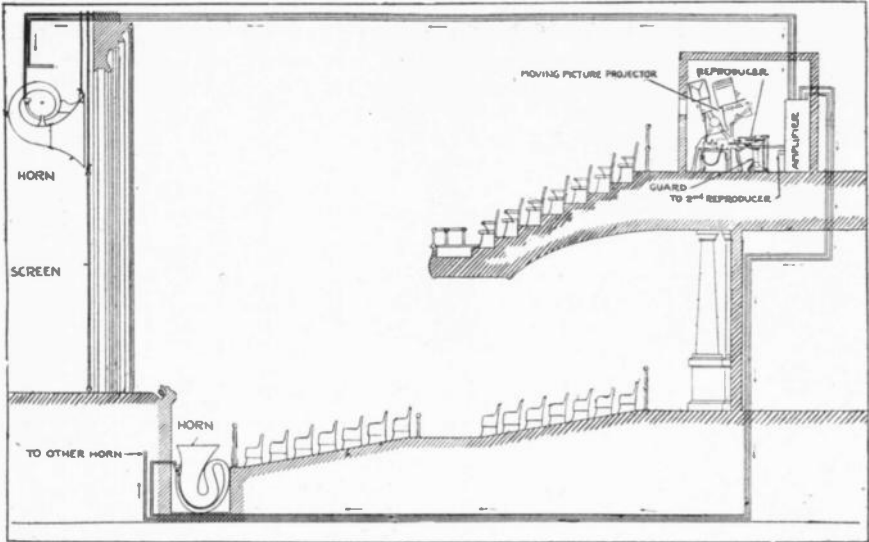 MOVING PICTURE PROJECTOR
REPRODUCER
AMPLIFIER
HORN
GUARD
TO 2nd REPRODUCER
SCREEN
HORN
TO OTHER HORN